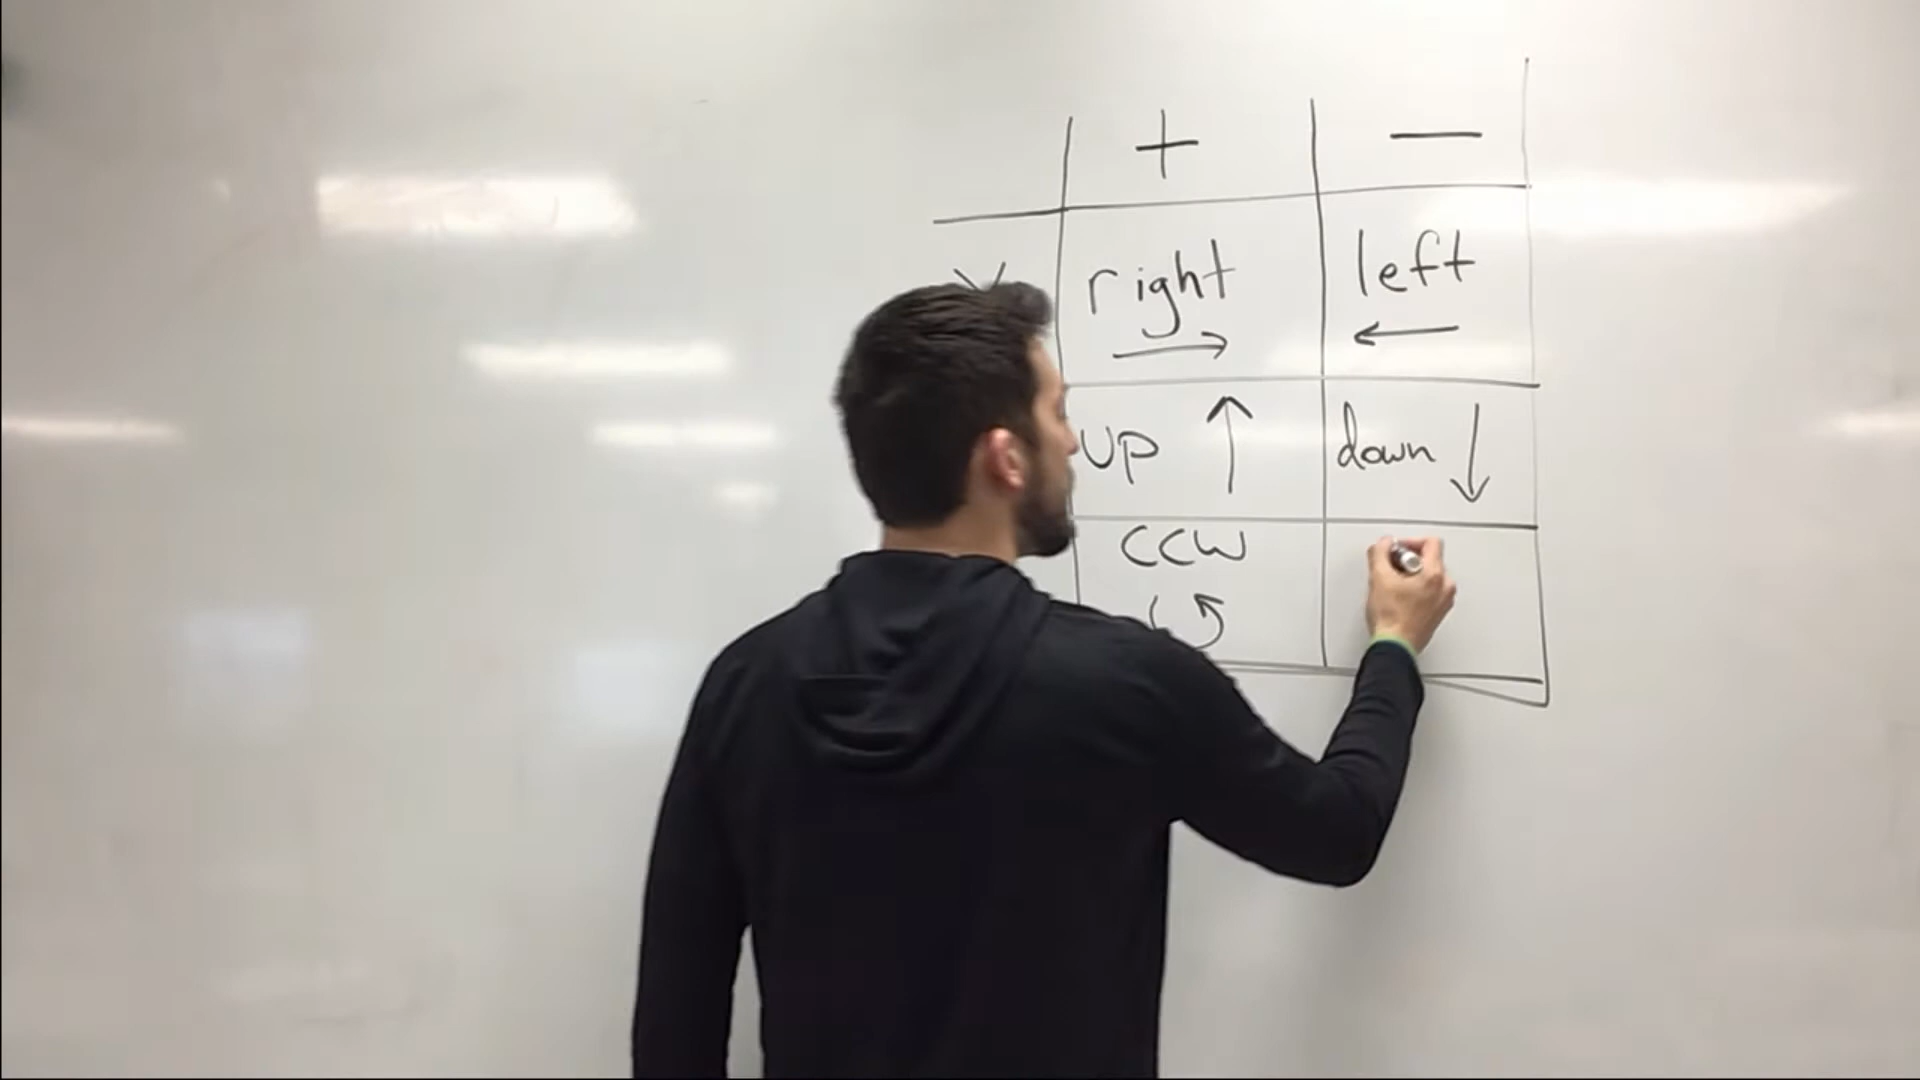 + —
right left
→ ←
UP ↑ down ↓
CCW
↺